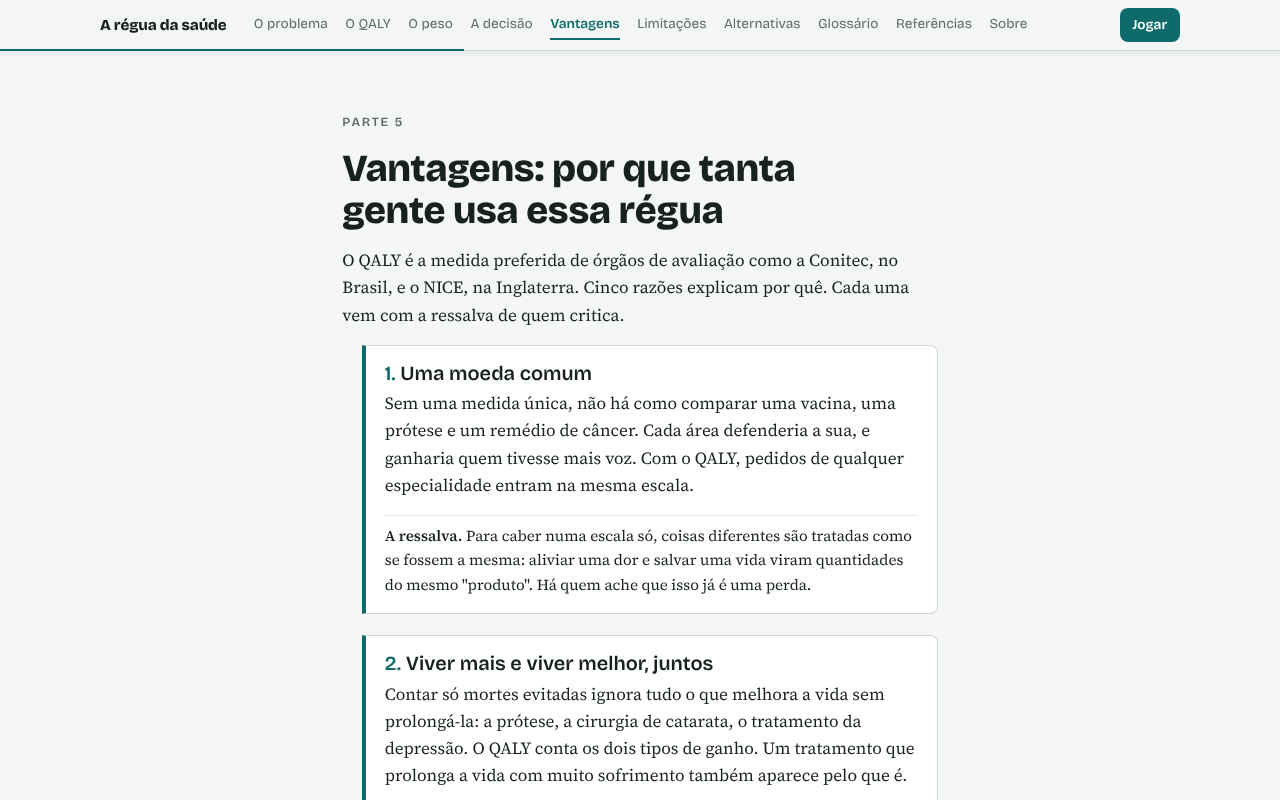 A régua da saúde
O problema
O QALY
O peso
A decisão
Vantagens
Limitações
Alternativas
Glossário
Referências
Sobre
Jogar
PARTE 5
Vantagens: por que tanta
gente usa essa régua
O QALY é a medida preferida de órgãos de avaliação como a Conitec, no
Brasil, e o NICE, na Inglaterra. Cinco razões explicam por quê. Cada uma
vem com a ressalva de quem critica.
1. Uma moeda comum
Sem uma medida única, não há como comparar uma vacina, uma
prótese e um remédio de câncer. Cada área defenderia a sua, e
ganharia quem tivesse mais voz. Com o QALY, pedidos de qualquer
especialidade entram na mesma escala.
A ressalva. Para caber numa escala só, coisas diferentes são tratadas como
se fossem a mesma: aliviar uma dor e salvar uma vida viram quantidades
do mesmo "produto". Há quem ache que isso já é uma perda.
2. Viver mais e viver melhor, juntos
Contar só mortes evitadas ignora tudo o que melhora a vida sem
prolongá-la: a prótese, a cirurgia de catarata, o tratamento da
depressão. O QALY conta os dois tipos de ganho. Um tratamento que
prolonga a vida com muito sofrimento também aparece pelo que é.